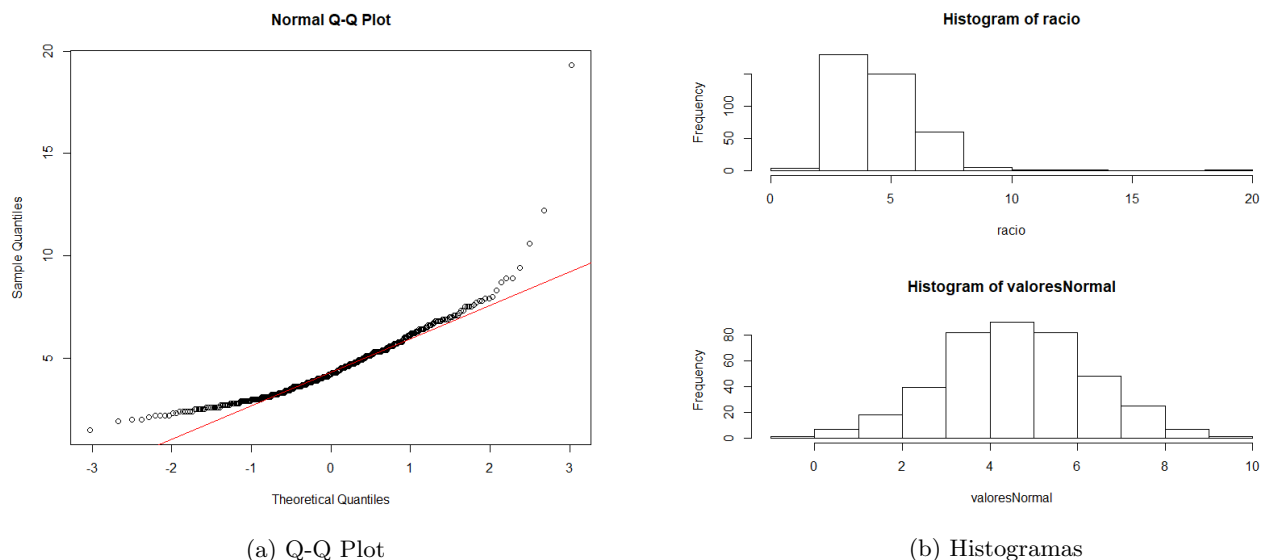 Normal Q-Q Plot
20
15
10
5
Sample Quantiles
-3 -2 -1 0 1 2 3
Theoretical Quantiles
(a) Q-Q Plot
Histogram of racio
100
50
0
Frequency
0 5 10 15 20
racio
Histogram of valoresNormal
80
60
40
20
0
Frequency
0 2 4 6 8 10
valoresNormal
(b) Histogramas